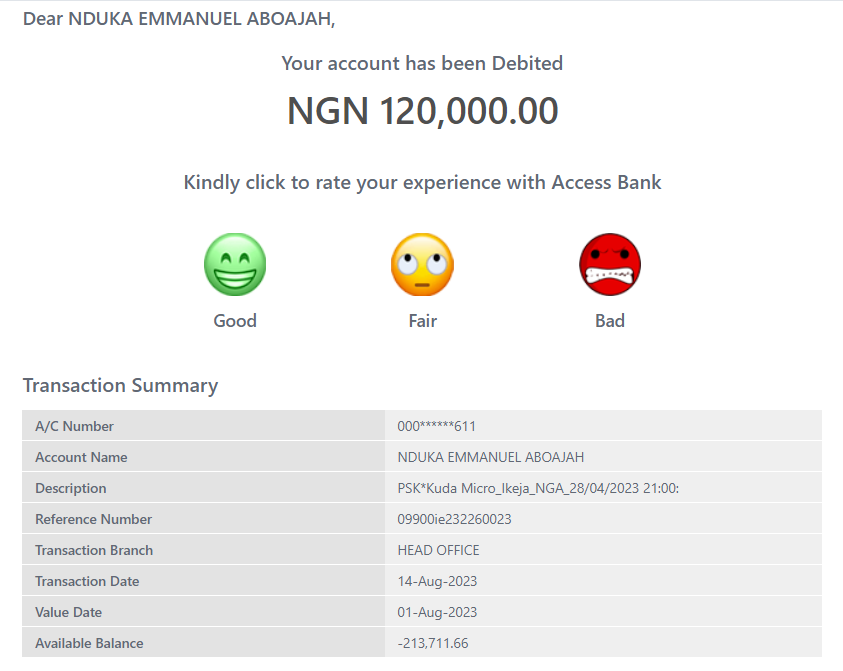 Dear NDUKA EMMANUEL ABOAJAH,
Your account has been Debited
NGN 120,000.00
Kindly click to rate your experience with Access Bank
Good Fair Bad
Transaction Summary
A/C Number 000******611
Account Name NDUKA EMMANUEL ABOAJAH
Description PSK*Kuda Micro_Ikeja_NGA_28/04/2023 21:00:
Reference Number 09900ie232260023
Transaction Branch HEAD OFFICE
Transaction Date 14-Aug-2023
Value Date 01-Aug-2023
Available Balance -213,711.66